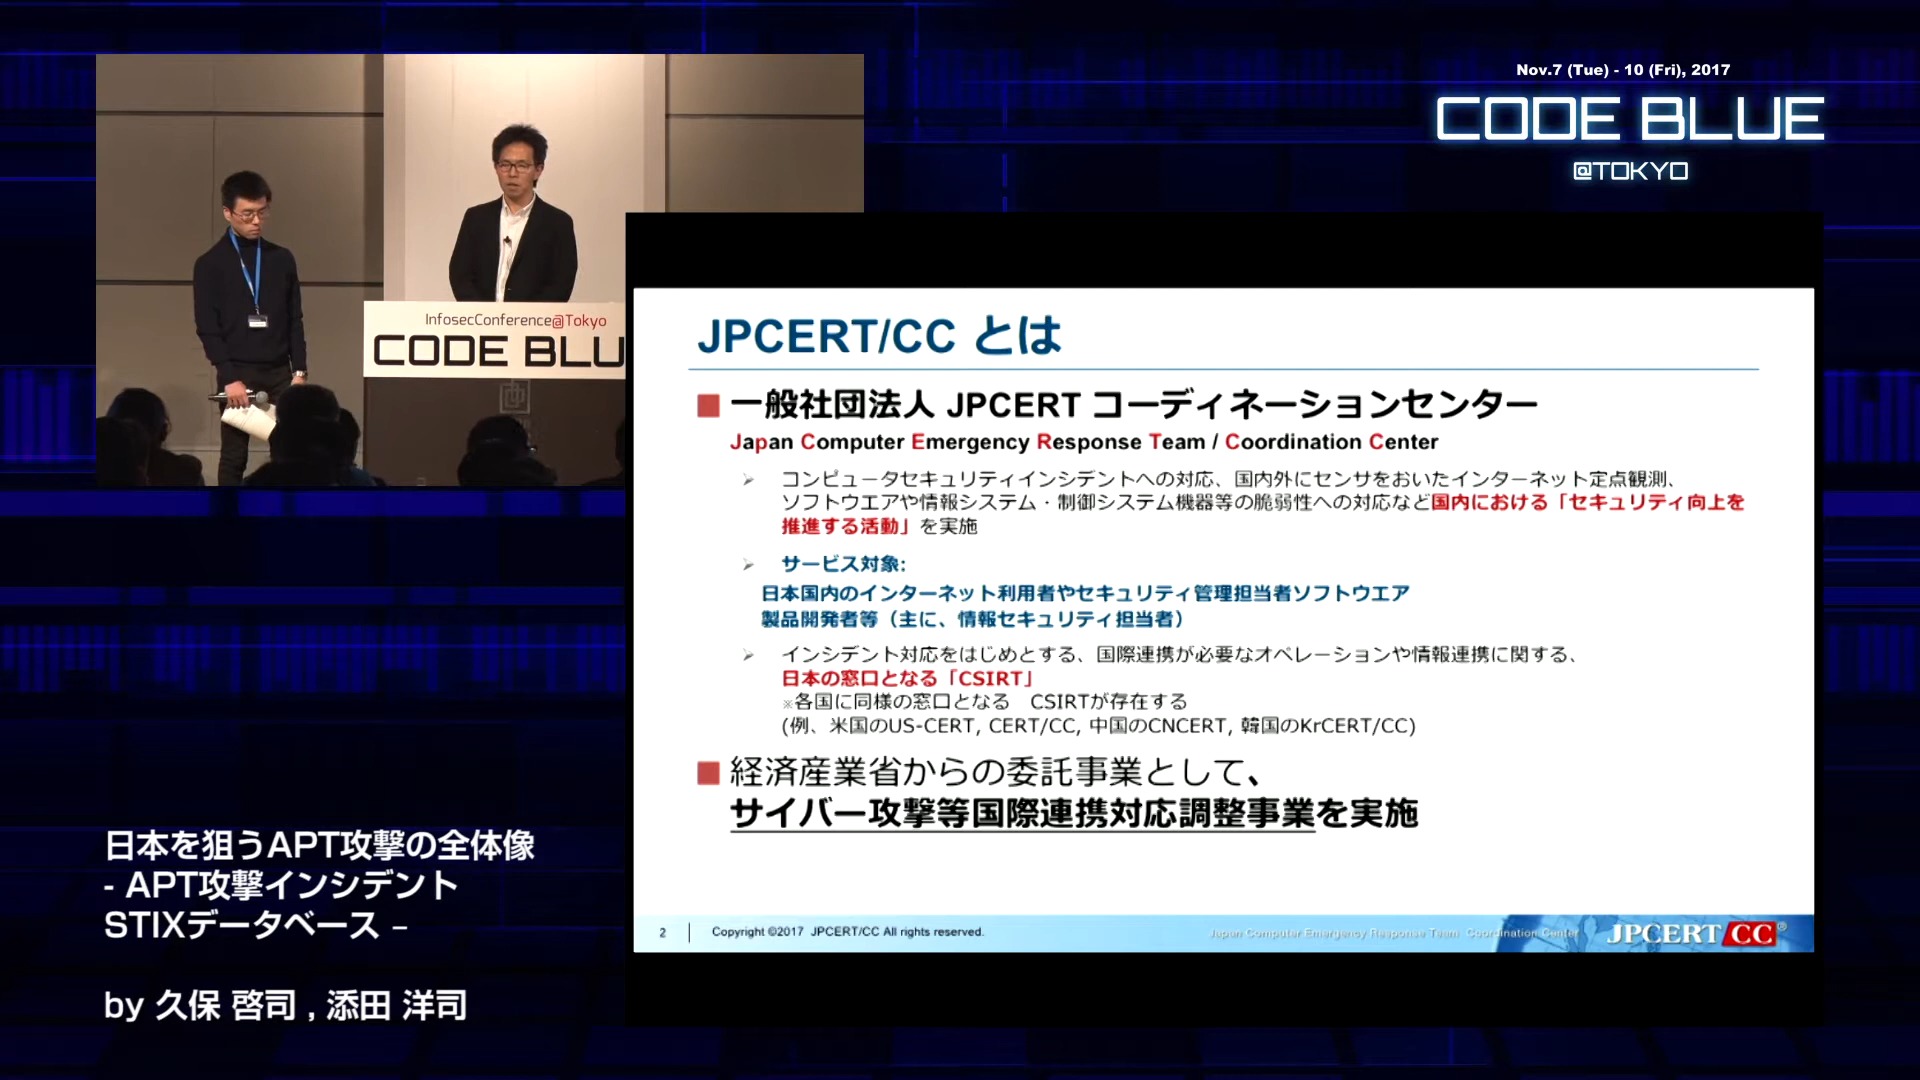 Nov.7 (Tue) - 10 (Fri), 2017
CODE BLUE
@TOKYO
InfosecConference@Tokyo
CODE BLU
JPCERT/CC とは
一般社団法人 JPCERT コーディネーションセンター
Japan Computer Emergency Response Team / Coordination Center
コンピュータセキュリティインシデントへの対応、国内外にセンサをおいたインターネット定点観測、
ソフトウエアや情報システム・制御システム機器等の脆弱性への対応など国内における「セキュリティ向上を
推進する活動」を実施
サービス対象:
日本国内のインターネット利用者やセキュリティ管理担当者ソフトウエア
製品開発者等（主に、情報セキュリティ担当者）
インシデント対応をはじめとする、国際連携が必要なオペレーションや情報連携に関する、
日本の窓口となる「CSIRT」
※各国に同様の窓口となる　CSIRTが存在する
(例、米国のUS-CERT, CERT/CC, 中国のCNCERT, 韓国のKrCERT/CC)
経済産業省からの委託事業として、
サイバー攻撃等国際連携対応調整事業を実施
2
Copyright ©2017 JPCERT/CC All rights reserved.
Japan Computer Emergency Response Team Coordination Center
JPCERT CC®
日本を狙うAPT攻撃の全体像
- APT攻撃インシデント
STIXデータベース –
by 久保 啓司 , 添田 洋司